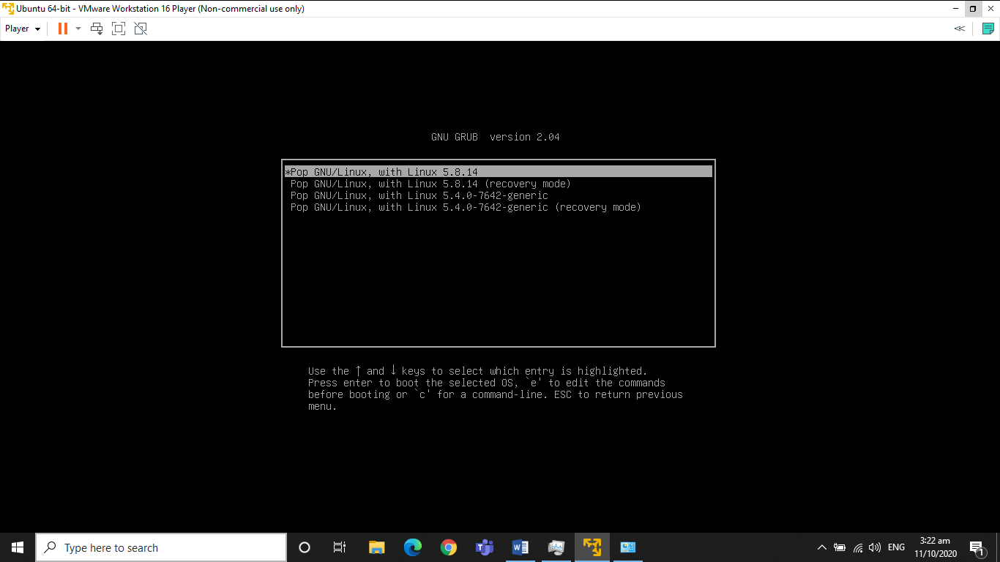 Ubuntu 64-bit - VMware Workstation 16 Player (Non-commercial use only)
Player
GNU GRUB  version 2.04
*Pop GNU/Linux, with Linux 5.8.14
Pop GNU/Linux, with Linux 5.8.14 (recovery mode)
Pop GNU/Linux, with Linux 5.4.0-7642-generic
Pop GNU/Linux, with Linux 5.4.0-7642-generic (recovery mode)
Use the ↑ and ↓ keys to select which entry is highlighted.
Press enter to boot the selected OS, `e' to edit the commands
before booting or `c' for a command-line. ESC to return previous
menu.
Type here to search
ENG
3:22 am
11/10/2020
1